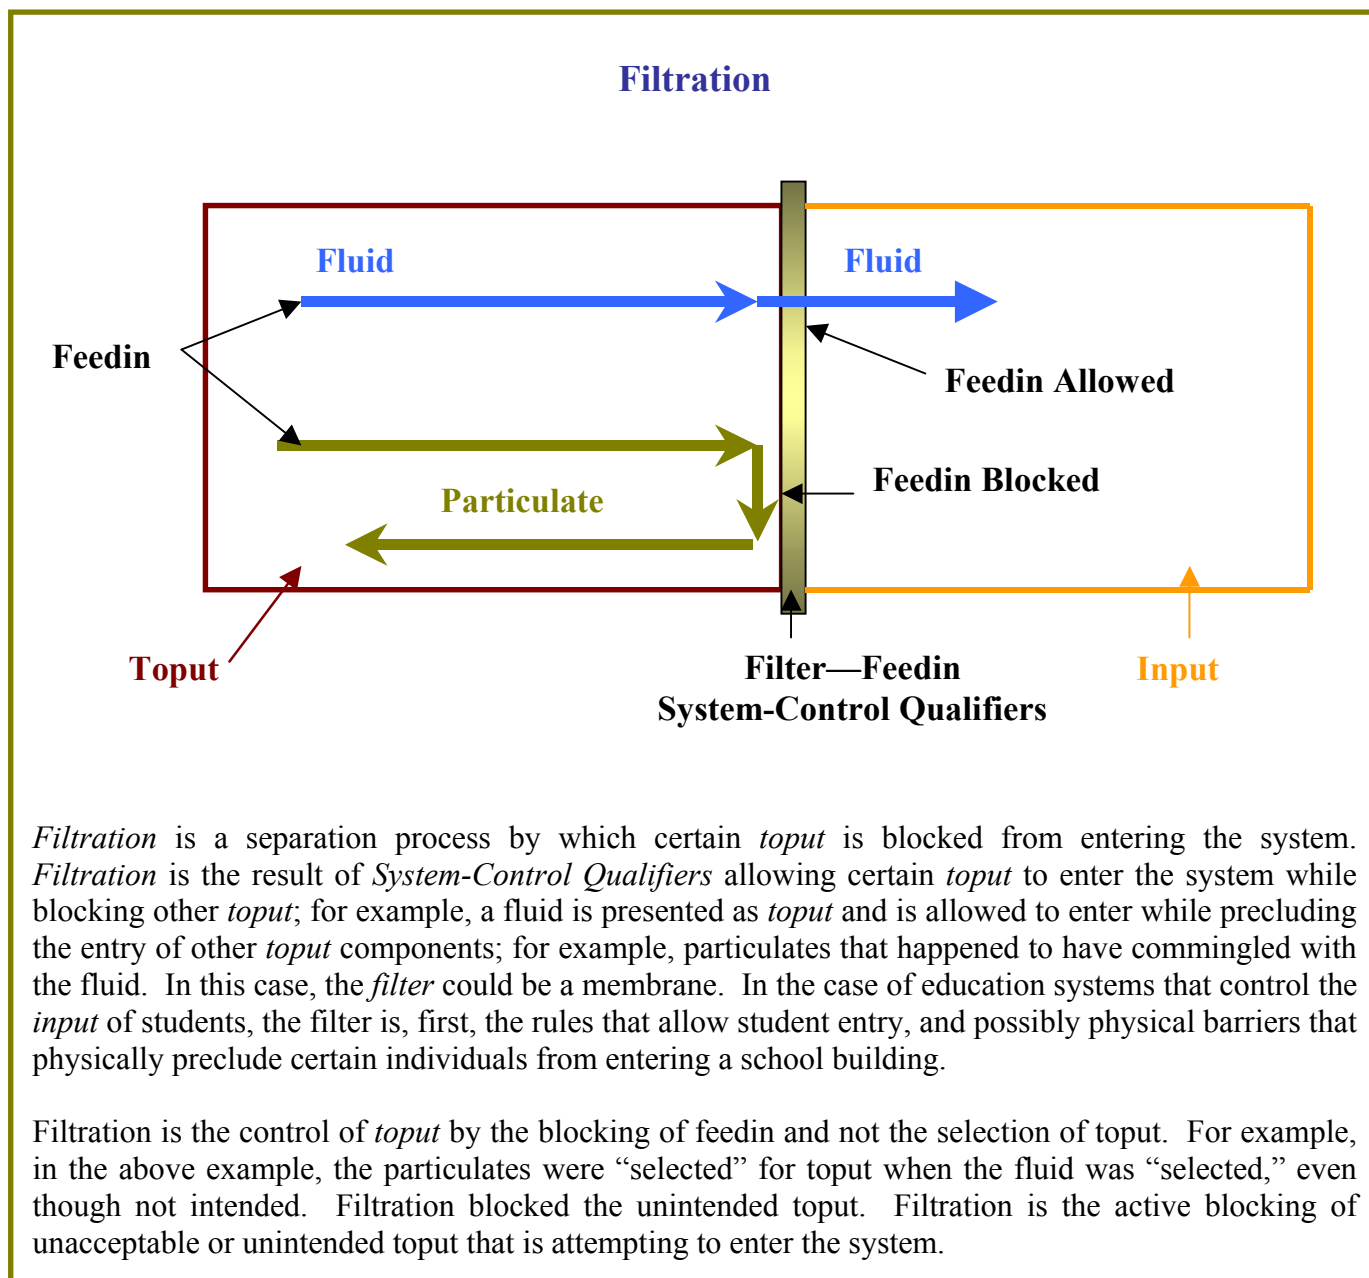 Filtration
Fluid
Fluid
Feedin
Feedin Allowed
Feedin Blocked
Particulate
Toput
Filter—Feedin
System-Control Qualifiers
Input
Filtration is a separation process by which certain toput is blocked from entering the system.
Filtration is the result of System-Control Qualifiers allowing certain toput to enter the system while
blocking other toput; for example, a fluid is presented as toput and is allowed to enter while precluding
the entry of other toput components; for example, particulates that happened to have commingled with
the fluid. In this case, the filter could be a membrane. In the case of education systems that control the
input of students, the filter is, first, the rules that allow student entry, and possibly physical barriers that
physically preclude certain individuals from entering a school building.
Filtration is the control of toput by the blocking of feedin and not the selection of toput. For example,
in the above example, the particulates were “selected” for toput when the fluid was “selected,” even
though not intended. Filtration blocked the unintended toput. Filtration is the active blocking of
unacceptable or unintended toput that is attempting to enter the system.